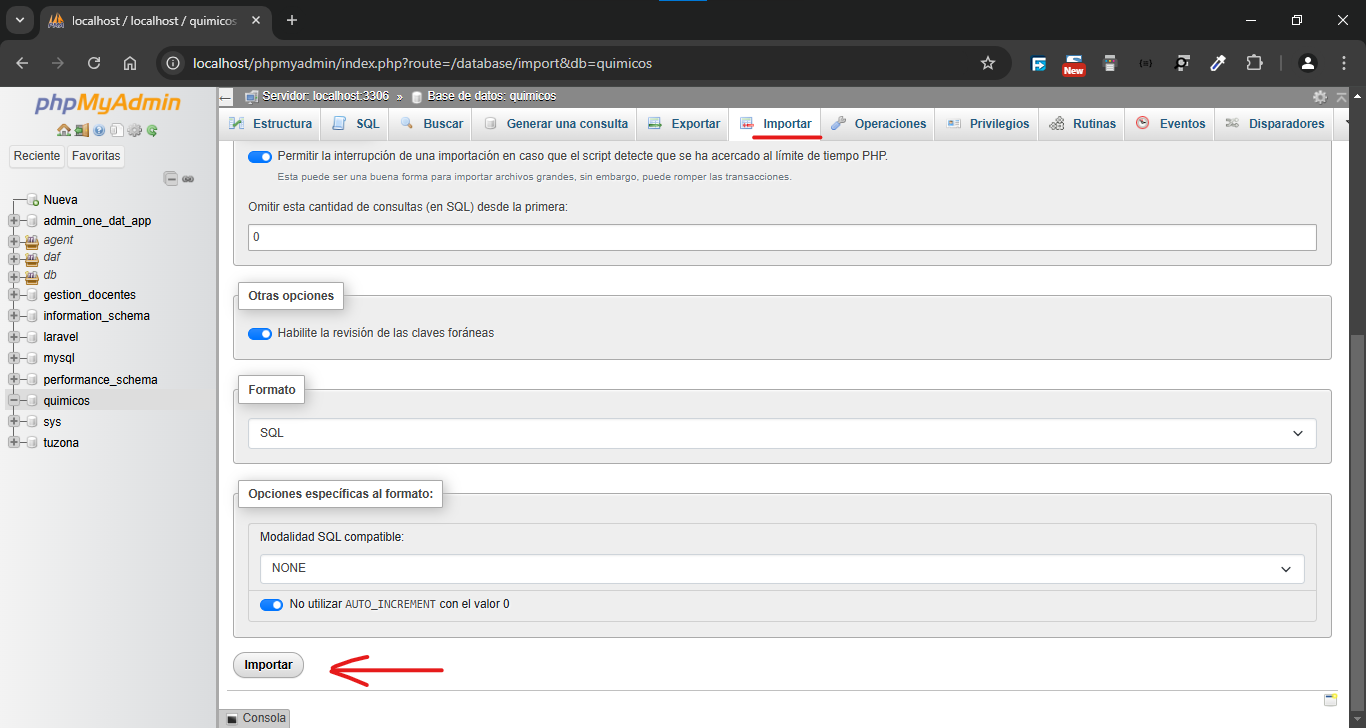 localhost / localhost / quimicos
localhost/phpmyadmin/index.php?route=/database/import&db=quimicos
New
phpMyAdmin
Reciente
Favoritas
Nueva
admin_one_dat_app
agent
daf
db
gestion_docentes
information_schema
laravel
mysql
performance_schema
quimicos
sys
tuzona
Servidor: localhost:3306 » Base de datos: quimicos
Estructura SQL Buscar Generar una consulta Exportar Importar Operaciones Privilegios Rutinas Eventos Disparadores
Permitir la interrupción de una importación en caso que el script detecte que se ha acercado al límite de tiempo PHP.
Esta puede ser una buena forma para importar archivos grandes, sin embargo, puede romper las transacciones.
Omitir esta cantidad de consultas (en SQL) desde la primera:
0
Otras opciones
Habilite la revisión de las claves foráneas
Formato
SQL
Opciones específicas al formato:
Modalidad SQL compatible:
NONE
No utilizar AUTO_INCREMENT con el valor 0
Importar
Consola